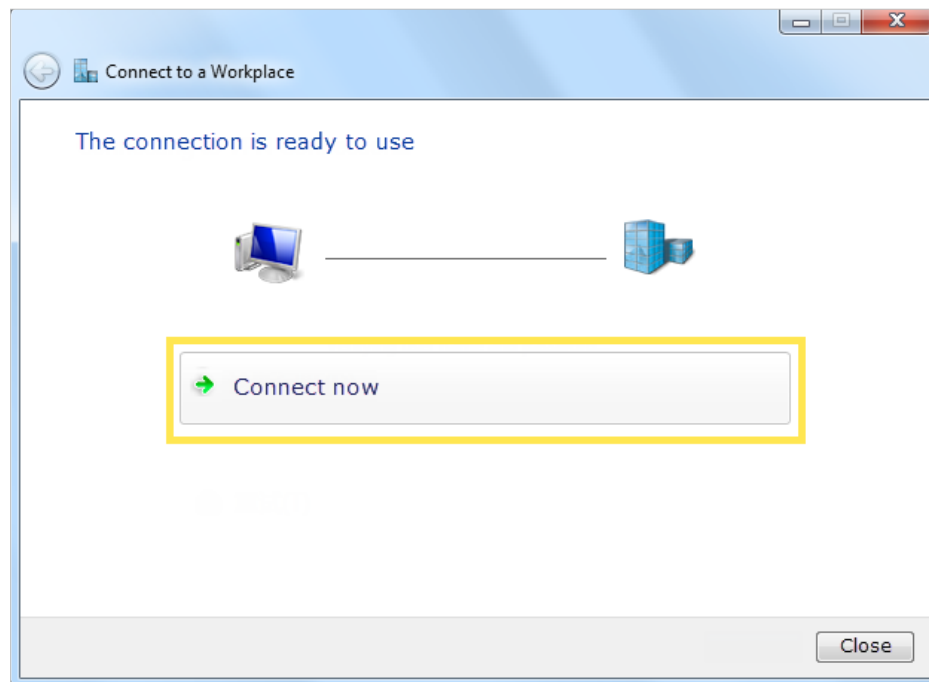 Connect to a Workplace
The connection is ready to use
Connect now
Close